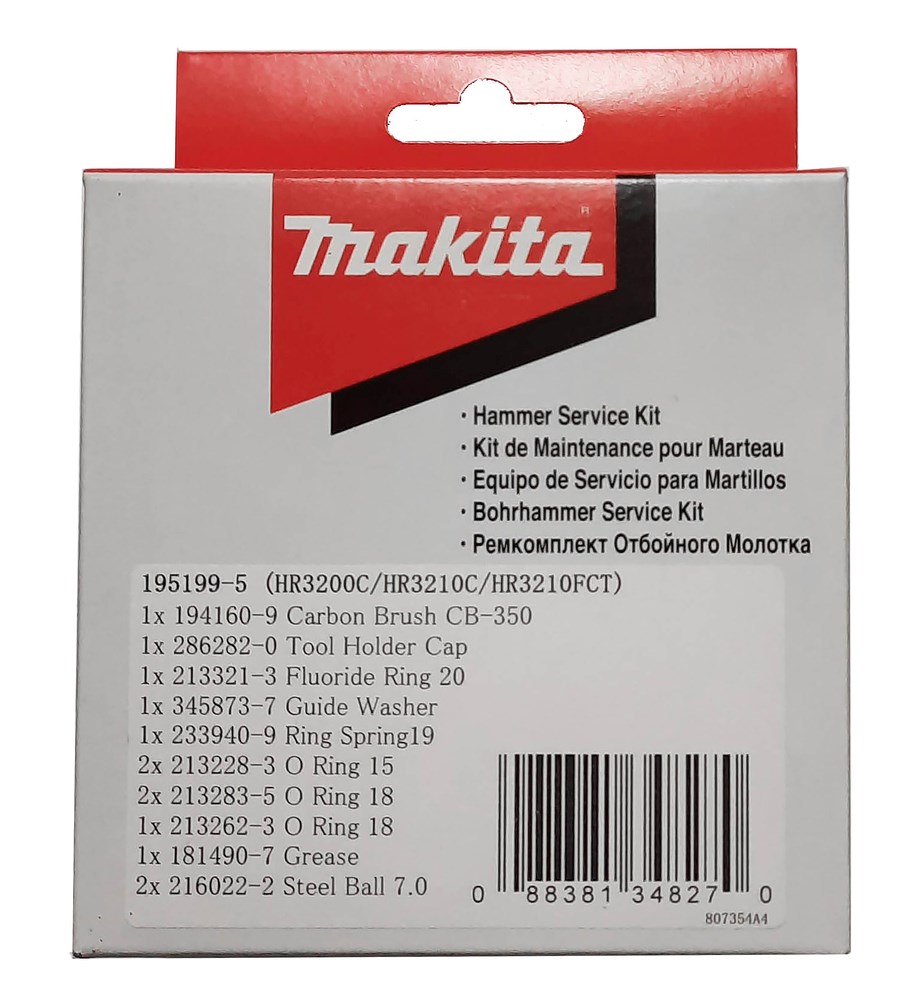 makita®
· Hammer Service Kit
· Kit de Maintenance pour Marteau
· Equipo de Servicio para Martillos
· Bohrhammer Service Kit
· Ремкомплект Отбойного Молотка
195199-5 (HR3200C/HR3210C/HR3210FCT)
1x 194160-9 Carbon Brush CB-350
1x 286282-0 Tool Holder Cap
1x 213321-3 Fluoride Ring 20
1x 345873-7 Guide Washer
1x 233940-9 Ring Spring19
2x 213228-3 O Ring 15
2x 213283-5 O Ring 18
1x 213262-3 O Ring 18
1x 181490-7 Grease
2x 216022-2 Steel Ball 7.0
0 88381 34827 0
807354A4